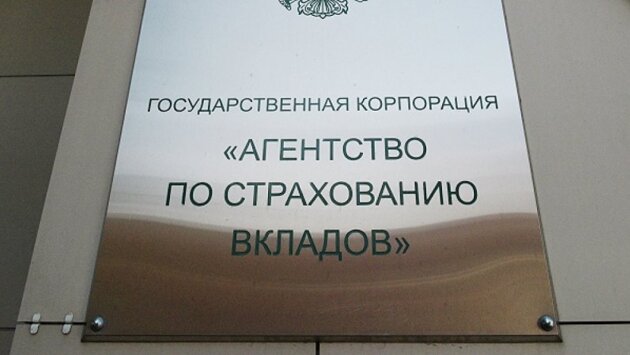 ГОСУДАРСТВЕННАЯ КОРПОРАЦИЯ
«АГЕНТСТВО
ПО СТРАХОВАНИЮ
ВКЛАДОВ»